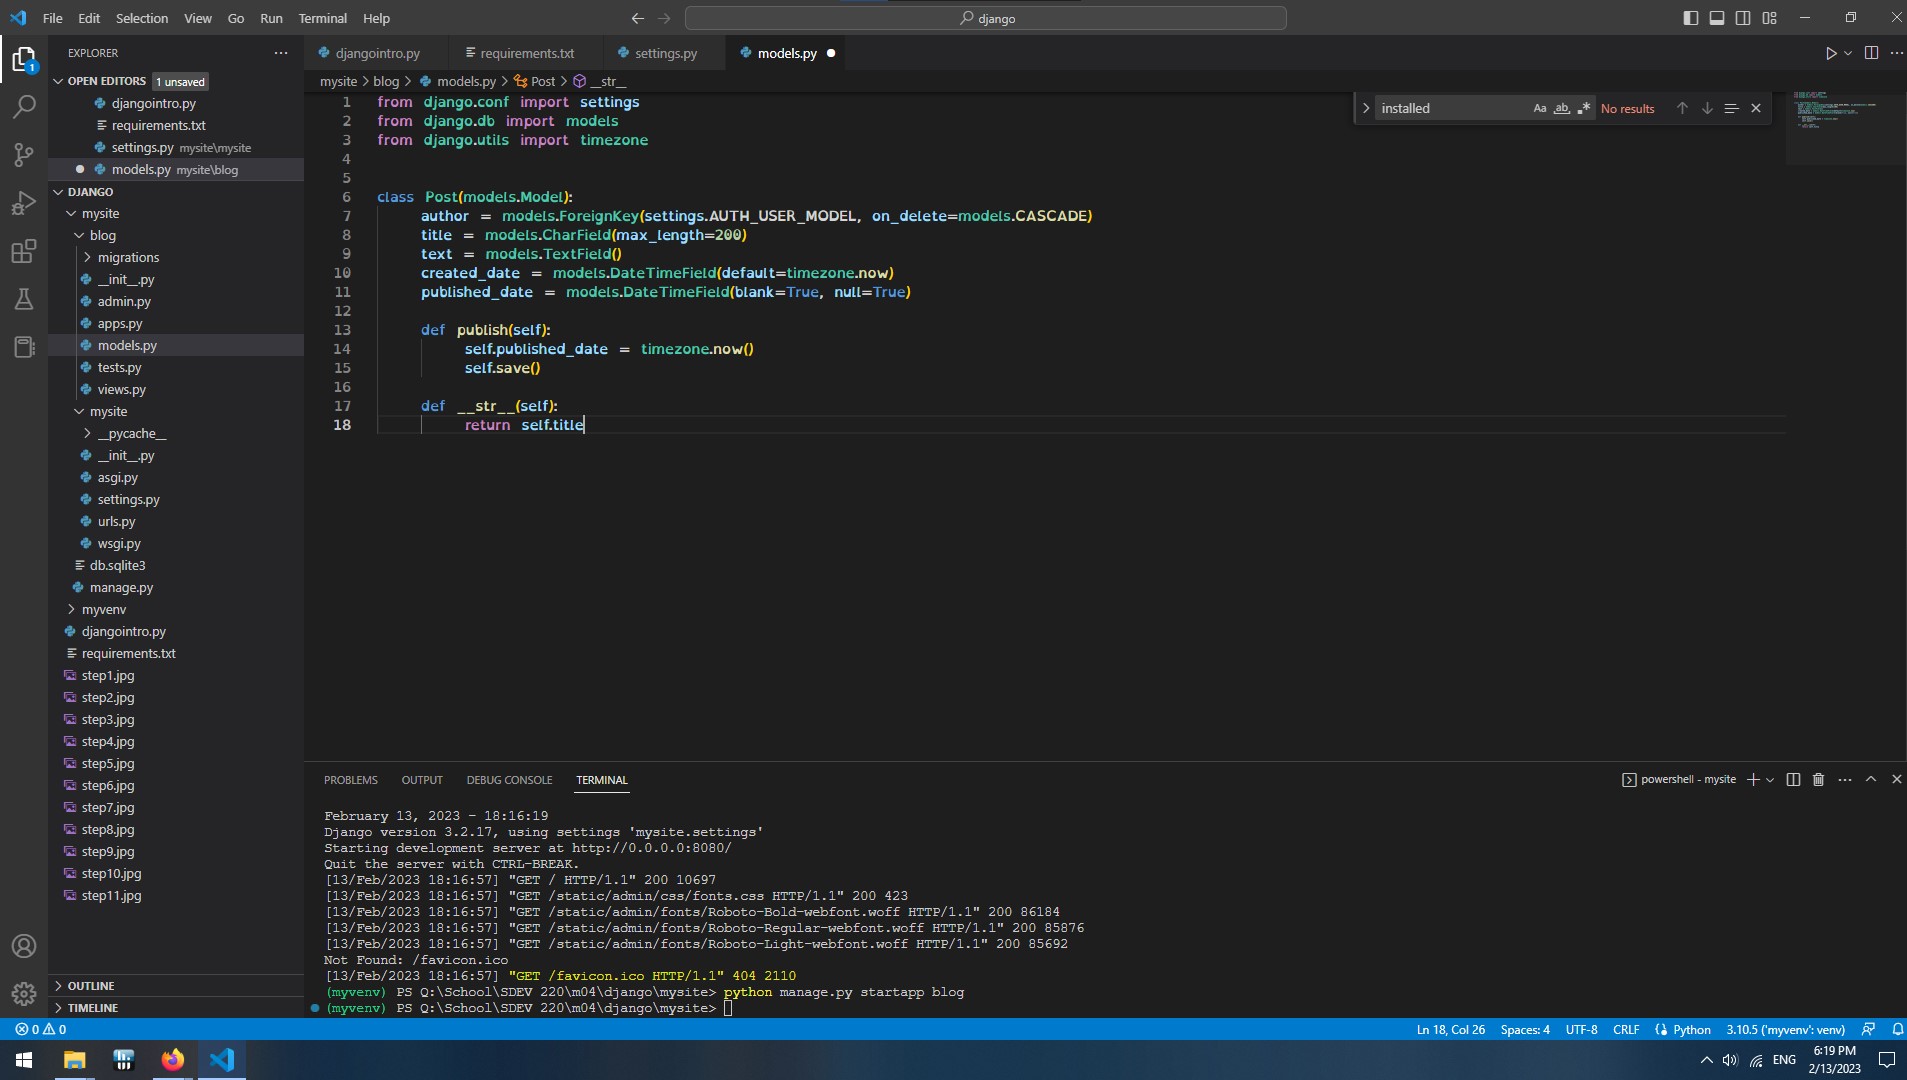 File Edit Selection View Go Run Terminal Help
django
EXPLORER
OPEN EDITORS 1 unsaved
djangointro.py
requirements.txt
settings.py mysite\mysite
models.py mysite\blog
DJANGO
mysite
blog
migrations
__init__.py
admin.py
apps.py
models.py
tests.py
views.py
mysite
__pycache__
__init__.py
asgi.py
settings.py
urls.py
wsgi.py
db.sqlite3
manage.py
myvenv
djangointro.py
requirements.txt
step1.jpg
step2.jpg
step3.jpg
step4.jpg
step5.jpg
step6.jpg
step7.jpg
step8.jpg
step9.jpg
step10.jpg
step11.jpg
OUTLINE
TIMELINE
1
djangointro.py requirements.txt settings.py models.py
mysite > blog > models.py > Post > __str__
installed Aa ab No results
1 from django.conf import settings
2 from django.db import models
3 from django.utils import timezone
4
5
6 class Post(models.Model):
7 author = models.ForeignKey(settings.AUTH_USER_MODEL, on_delete=models.CASCADE)
8 title = models.CharField(max_length=200)
9 text = models.TextField()
10 created_date = models.DateTimeField(default=timezone.now)
11 published_date = models.DateTimeField(blank=True, null=True)
12
13 def publish(self):
14 self.published_date = timezone.now()
15 self.save()
16
17 def __str__(self):
18 return self.title
PROBLEMS OUTPUT DEBUG CONSOLE TERMINAL
powershell - mysite
February 13, 2023 - 18:16:19
Django version 3.2.17, using settings 'mysite.settings'
Starting development server at http://0.0.0.0:8080/
Quit the server with CTRL-BREAK.
[13/Feb/2023 18:16:57] "GET / HTTP/1.1" 200 10697
[13/Feb/2023 18:16:57] "GET /static/admin/css/fonts.css HTTP/1.1" 200 423
[13/Feb/2023 18:16:57] "GET /static/admin/fonts/Roboto-Bold-webfont.woff HTTP/1.1" 200 86184
[13/Feb/2023 18:16:57] "GET /static/admin/fonts/Roboto-Regular-webfont.woff HTTP/1.1" 200 85876
[13/Feb/2023 18:16:57] "GET /static/admin/fonts/Roboto-Light-webfont.woff HTTP/1.1" 200 85692
Not Found: /favicon.ico
[13/Feb/2023 18:16:57] "GET /favicon.ico HTTP/1.1" 404 2110
(myvenv) PS Q:\School\SDEV 220\m04\django\mysite> python manage.py startapp blog
(myvenv) PS Q:\School\SDEV 220\m04\django\mysite>
0 0
Ln 18, Col 26 Spaces: 4 UTF-8 CRLF Python 3.10.5 ('myvenv': venv)
ENG
6:19 PM
2/13/2023